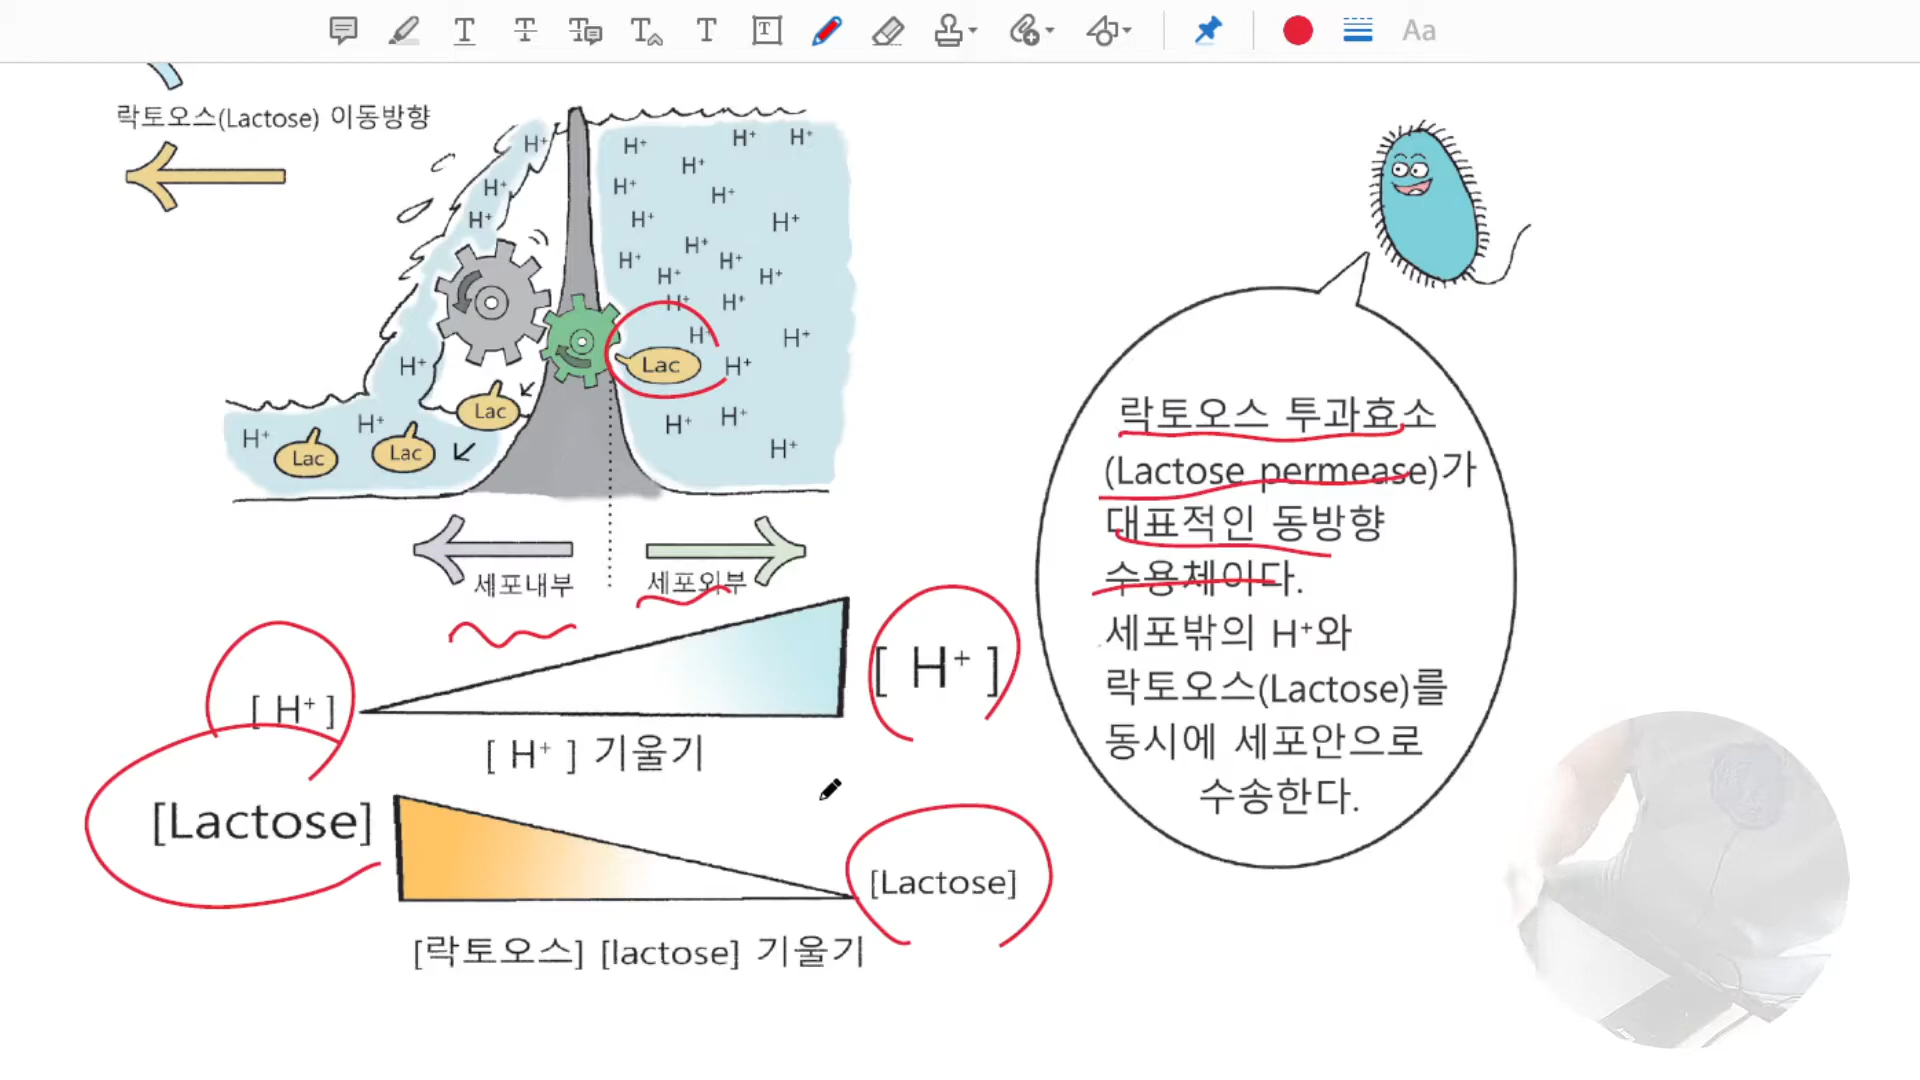 락토오스(Lactose) 이동방향
H⁺ H⁺ H⁺ H⁺
H⁺
H⁺ H⁺ H⁺
H⁺ H⁺ H⁺
H⁺
H⁺ H⁺
H⁺ H⁺
H⁺ H⁺
H⁺ H⁺
H⁺ Lac H⁺
Lac H⁺
H⁺ H⁺
H⁺ Lac Lac H⁺
세포내부 세포외부
[ H⁺ ] [ H⁺ ]
[ H⁺ ] 기울기
[Lactose] [Lactose]
[락토오스] [lactose] 기울기
락토오스 투과효소
(Lactose permease)가
대표적인 동방향
수용체이다.
세포밖의 H⁺와
락토오스(Lactose)를
동시에 세포안으로
수송한다.
T T T T T T Aa